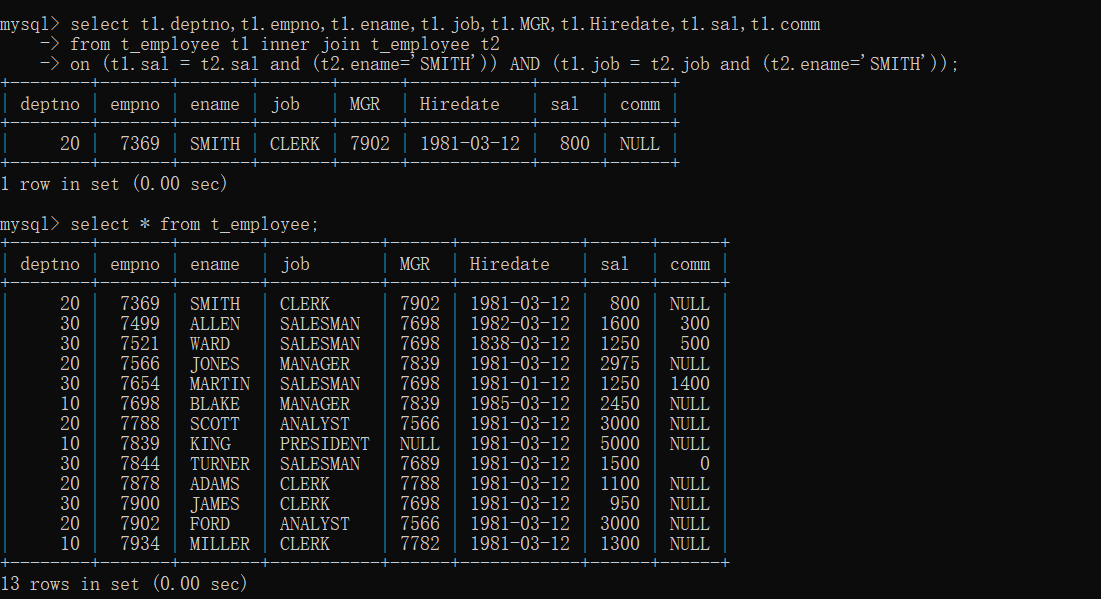 mysql> select t1.deptno,t1.empno,t1.ename,t1.job,t1.MGR,t1.Hiredate,t1.sal,t1.comm
-> from t_employee t1 inner join t_employee t2
-> on (t1.sal = t2.sal and (t2.ename='SMITH')) AND (t1.job = t2.job and (t2.ename='SMITH'));
+--------+-------+-------+-------+------+------------+------+------+
| deptno | empno | ename | job | MGR | Hiredate | sal | comm |
+--------+-------+-------+-------+------+------------+------+------+
| 20 | 7369 | SMITH | CLERK | 7902 | 1981-03-12 | 800 | NULL |
+--------+-------+-------+-------+------+------------+------+------+
1 row in set (0.00 sec)
mysql> select * from t_employee;
+--------+-------+--------+-----------+------+------------+------+------+
| deptno | empno | ename | job | MGR | Hiredate | sal | comm |
+--------+-------+--------+-----------+------+------------+------+------+
| 20 | 7369 | SMITH | CLERK | 7902 | 1981-03-12 | 800 | NULL |
| 30 | 7499 | ALLEN | SALESMAN | 7698 | 1982-03-12 | 1600 | 300 |
| 30 | 7521 | WARD | SALESMAN | 7698 | 1838-03-12 | 1250 | 500 |
| 20 | 7566 | JONES | MANAGER | 7839 | 1981-03-12 | 2975 | NULL |
| 30 | 7654 | MARTIN | SALESMAN | 7698 | 1981-01-12 | 1250 | 1400 |
| 10 | 7698 | BLAKE | MANAGER | 7839 | 1985-03-12 | 2450 | NULL |
| 20 | 7788 | SCOTT | ANALYST | 7566 | 1981-03-12 | 3000 | NULL |
| 10 | 7839 | KING | PRESIDENT | NULL | 1981-03-12 | 5000 | NULL |
| 30 | 7844 | TURNER | SALESMAN | 7689 | 1981-03-12 | 1500 | 0 |
| 20 | 7878 | ADAMS | CLERK | 7788 | 1981-03-12 | 1100 | NULL |
| 30 | 7900 | JAMES | CLERK | 7698 | 1981-03-12 | 950 | NULL |
| 20 | 7902 | FORD | ANALYST | 7566 | 1981-03-12 | 3000 | NULL |
| 10 | 7934 | MILLER | CLERK | 7782 | 1981-03-12 | 1300 | NULL |
+--------+-------+--------+-----------+------+------------+------+------+
13 rows in set (0.00 sec)